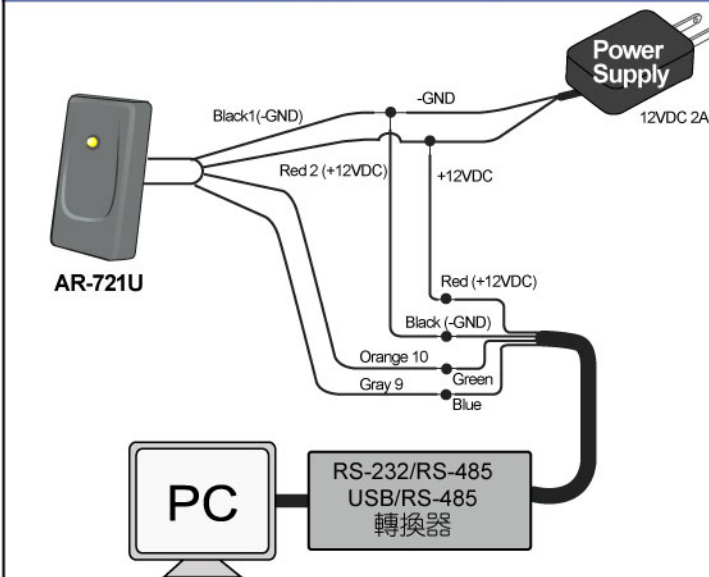 Power
Supply
12VDC 2A
-GND
Black1(-GND)
Red 2 (+12VDC)
+12VDC
AR-721U
Red (+12VDC)
Black (-GND)
Orange 10
Green
Gray 9
Blue
PC
RS-232/RS-485
USB/RS-485
轉換器